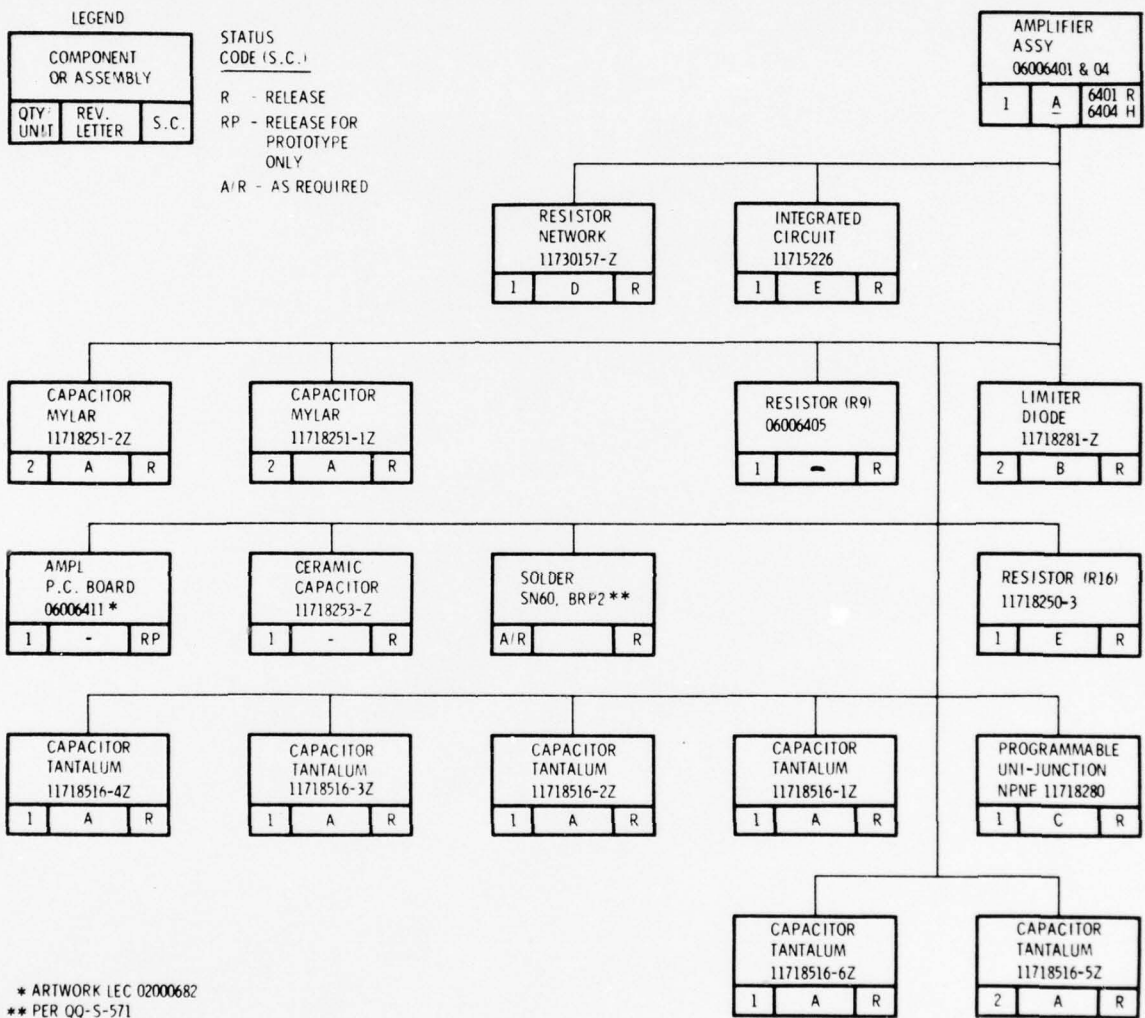 LEGEND
COMPONENT
OR ASSEMBLY
QTY/
UNIT
REV.
LETTER
S.C.
STATUS
CODE (S.C.)
R - RELEASE
RP - RELEASE FOR
PROTOTYPE
ONLY
A/R - AS REQUIRED
AMPLIFIER
ASSY
06006401 & 04
1 A 6401 R
6404 H
RESISTOR
NETWORK
11730157-Z
1 D R
INTEGRATED
CIRCUIT
11715226
1 E R
CAPACITOR
MYLAR
11718251-2Z
2 A R
CAPACITOR
MYLAR
11718251-1Z
2 A R
RESISTOR (R9)
06006405
1 - R
LIMITER
DIODE
11718281-Z
2 B R
AMPL
P.C. BOARD
06006411 *
1 - RP
CERAMIC
CAPACITOR
11718253-Z
1 - R
SOLDER
SN60, BRP2 **
A/R R
RESISTOR (R16)
11718250-3
1 E R
CAPACITOR
TANTALUM
11718516-4Z
1 A R
CAPACITOR
TANTALUM
11718516-3Z
1 A R
CAPACITOR
TANTALUM
11718516-2Z
1 A R
CAPACITOR
TANTALUM
11718516-1Z
1 A R
PROGRAMMABLE
UNI-JUNCTION
NPNF 11718280
1 C R
CAPACITOR
TANTALUM
11718516-6Z
1 A R
CAPACITOR
TANTALUM
11718516-5Z
2 A R
* ARTWORK LEC 02000682
** PER QQ-S-571